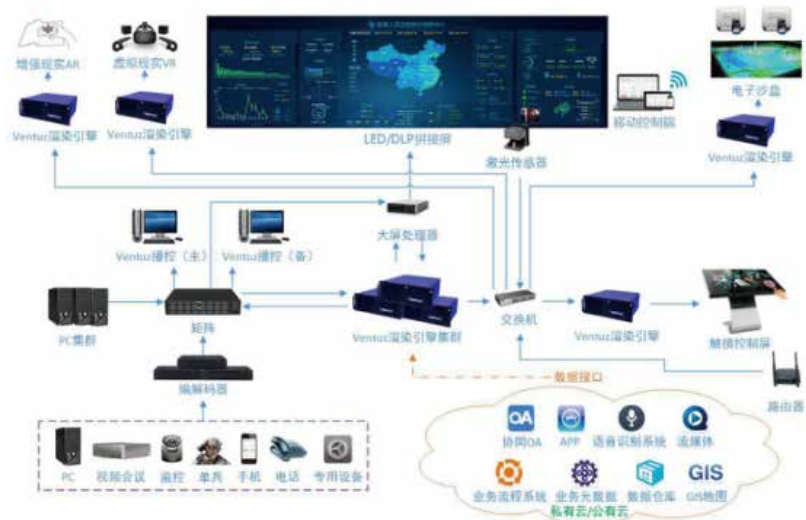 增强现实AR
虚拟现实VR
Ventuz渲染引擎
Ventuz渲染引擎
LED/DLP拼接屏
激光传感器
移动控制端
电子沙盘
Ventuz渲染引擎
大屏处理器
Ventuz播控（主）
Ventuz播控（备）
PC集群
矩阵
Ventuz渲染引擎集群
交换机
Ventuz渲染引擎
触摸控制屏
编解码器
数据接口
路由器
OA
协同OA
APP
语音识别系统
流媒体
PC
视频会议
监控
单兵
手机
电话
专用设备
业务流程系统
业务元数据
数据仓库
GIS
GIS地图
私有云/公有云